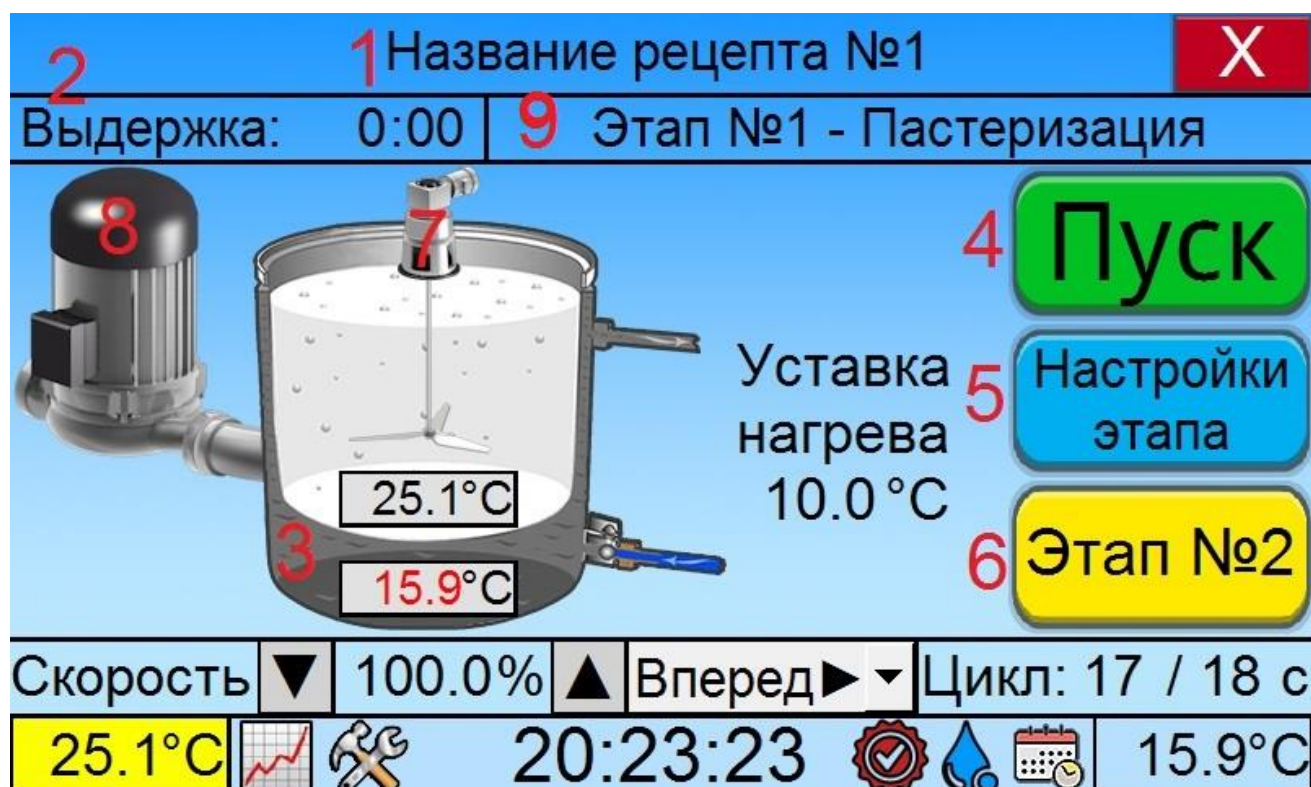 1 Название рецепта №1 X
2
Выдержка: 0:00 9 Этап №1 - Пастеризация
8
7
4 Пуск
Уставка
нагрева
10.0 °C
5 Настройки
этапа
25.1°C
3
15.9°C
6 Этап №2
Скорость ▼ 100.0% ▲ Вперед► Цикл: 17 / 18 с
25.1°C 20:23:23 15.9°C